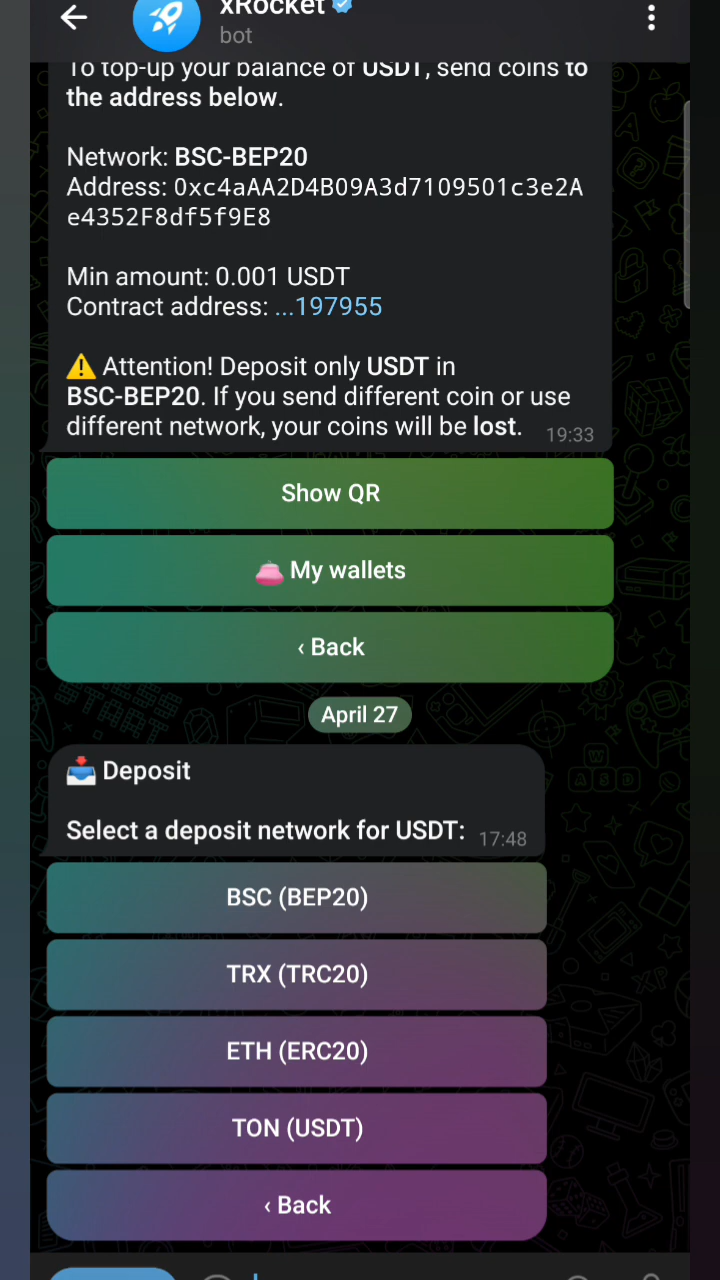 xRocket
bot
To top-up your balance of USDT, send coins to
the address below.
Network: BSC-BEP20
Address: 0xc4aAA2D4B09A3d7109501c3e2A
e4352F8df5f9E8
Min amount: 0.001 USDT
Contract address: ...197955
⚠️ Attention! Deposit only USDT in
BSC-BEP20. If you send different coin or use
different network, your coins will be lost.
19:33
Show QR
👛 My wallets
‹ Back
April 27
📥 Deposit
Select a deposit network for USDT:
17:48
BSC (BEP20)
TRX (TRC20)
ETH (ERC20)
TON (USDT)
‹ Back